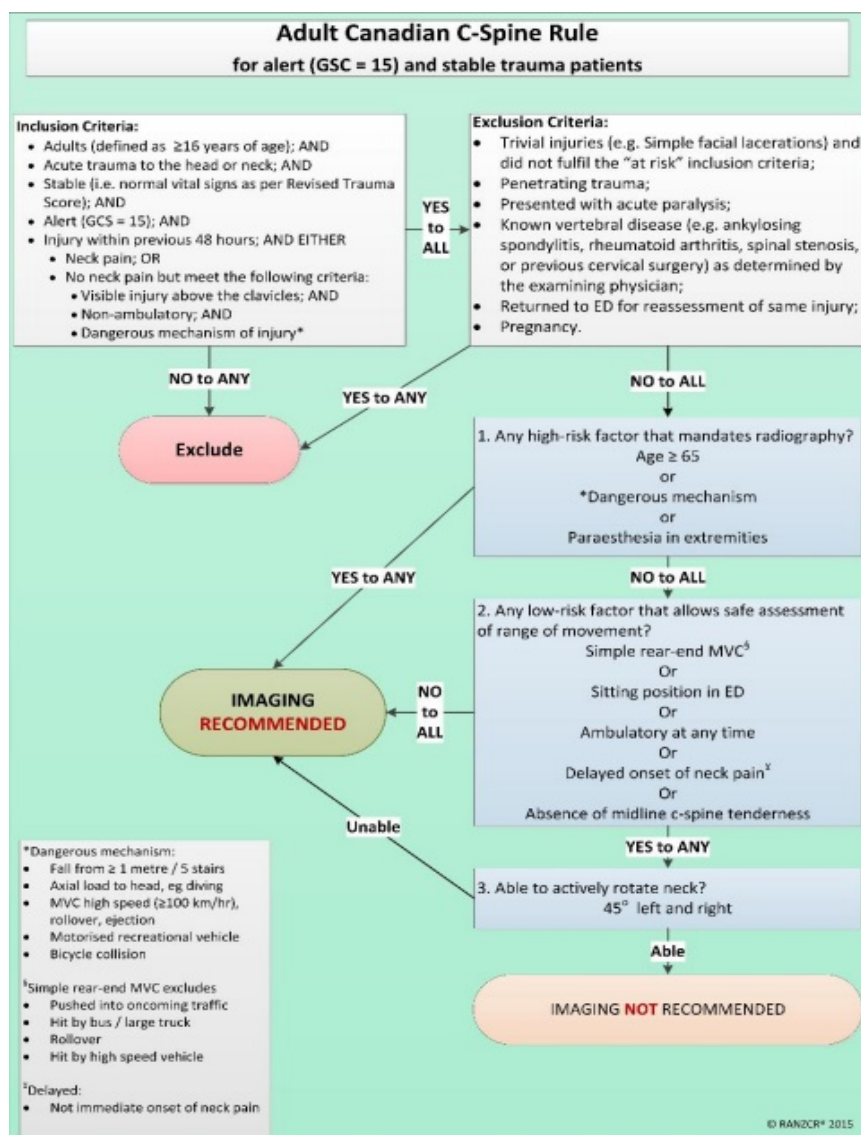 Adult Canadian C-Spine Rule
for alert (GSC = 15) and stable trauma patients
Inclusion Criteria:
• Adults (defined as ≥16 years of age); AND
• Acute trauma to the head or neck; AND
• Stable (i.e. normal vital signs as per Revised Trauma
Score); AND
• Alert (GCS = 15); AND
• Injury within previous 48 hours; AND EITHER
• Neck pain; OR
• No neck pain but meet the following criteria:
• Visible injury above the clavicles; AND
• Non-ambulatory; AND
• Dangerous mechanism of injury*
YES
to
ALL
Exclusion Criteria:
• Trivial injuries (e.g. Simple facial lacerations) and
did not fulfil the "at risk" inclusion criteria;
• Penetrating trauma;
• Presented with acute paralysis;
• Known vertebral disease (e.g. ankylosing
spondylitis, rheumatoid arthritis, spinal stenosis,
or previous cervical surgery) as determined by
the examining physician;
• Returned to ED for reassessment of same injury;
• Pregnancy.
NO to ANY
YES to ANY
NO to ALL
Exclude
1. Any high-risk factor that mandates radiography?
Age ≥ 65
or
*Dangerous mechanism
or
Paraesthesia in extremities
YES to ANY
NO to ALL
2. Any low-risk factor that allows safe assessment
of range of movement?
Simple rear-end MVC§
Or
Sitting position in ED
Or
Ambulatory at any time
Or
Delayed onset of neck pain¥
Or
Absence of midline c-spine tenderness
NO
to
ALL
IMAGING
RECOMMENDED
Unable
YES to ANY
3. Able to actively rotate neck?
45° left and right
Able
IMAGING NOT RECOMMENDED
*Dangerous mechanism:
• Fall from ≥ 1 metre / 5 stairs
• Axial load to head, eg diving
• MVC high speed (≥100 km/hr),
rollover, ejection
• Motorised recreational vehicle
• Bicycle collision
§Simple rear-end MVC excludes
• Pushed into oncoming traffic
• Hit by bus / large truck
• Rollover
• Hit by high speed vehicle
¥Delayed:
• Not immediate onset of neck pain
© RANZCR® 2015